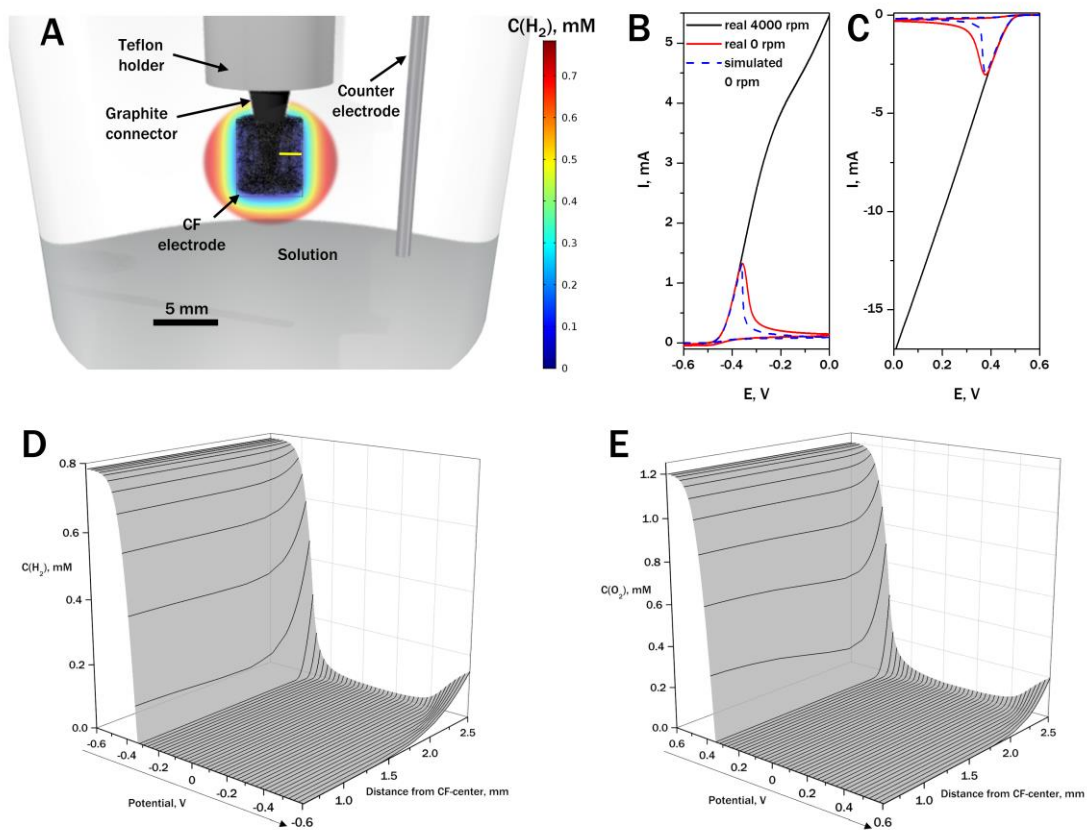 A
Teflon
holder
Graphite
connector
CF
electrode
Solution
Counter
electrode
5 mm
C(H₂), mM
0.7
0.6
0.5
0.4
0.3
0.2
0.1
0
B
real 4000 rpm
real 0 rpm
simulated
0 rpm
I, mA
5
4
3
2
1
0
-0.6 -0.4 -0.2 0.0
E, V
C
I, mA
0
-5
-10
-15
0.0 0.2 0.4 0.6
E, V
D
C(H₂), mM
0.8
0.6
0.4
0.2
0.0
-0.6
-0.4
-0.2
0
-0.2
-0.4
-0.6
Potential, V
1.0
1.5
2.0
2.5
Distance from CF-center, mm
E
C(O₂), mM
1.2
1.0
0.8
0.6
0.4
0.2
0.0
0.6
0.4
0.2
0
0.2
0.4
0.6
Potential, V
1.0
1.5
2.0
2.5
Distance from CF-center, mm